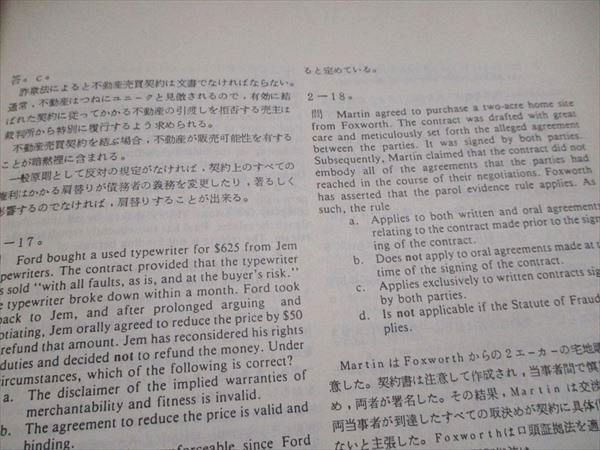 答。c。
詐欺法によると不動産売買契約は文書でなければならない。
通常，不動産はつねにユニークと見做されるので，有効に結
ばれた契約に従ってかかる不動産の引渡しを拒否する売主は
裁判所から特別に履行するよう求められる。
不動産売買契約を結ぶ場合，不動産が販売可能性を有する
ことが暗黙裡に含まれる。
一般原則として反対の規定がなければ，契約上のすべての
権利はかかる肩替りが債務者の義務を変更したり，著るしく
影響するのでなければ，肩替りすることが出来る。
—17。
Ford bought a used typewriter for $625 from Jem
pewriters. The contract provided that the typewriter
s sold "with all faults, as is, and at the buyer's risk."
e typewriter broke down within a month. Ford took
back to Jem, and after prolonged arguing and
otiating, Jem orally agreed to reduce the price by $50
refund that amount. Jem has reconsidered his rights
duties and decided not to refund the money. Under
circumstances, which of the following is correct?
a. The disclaimer of the implied warranties of
merchantability and fitness is invalid.
b. The agreement to reduce the price is valid and
binding.
since Ford
ると定めている。
2—18。
問 Martin agreed to purchase a two-acre home site
from Foxworth. The contract was drafted with great
care and meticulously set forth the alleged agreement
between the parties. It was signed by both parties.
Subsequently, Martin claimed that the contract did not
embody all of the agreements that the parties had
reached in the course of their negotiations. Foxworth
has asserted that the parol evidence rule applies. As
such, the rule
a. Applies to both written and oral agreements
relating to the contract made prior to the sign
ing of the contract.
b. Does not apply to oral agreements made at t
time of the signing of the contract.
c. Applies exclusively to written contracts sig
by both parties.
d. Is not applicable if the Statute of Fraud
plies.
MartinはFoxworthからの2エーカーの宅地
意した。契約書は注意して作成され，当事者間で慎
め，両者が署名した。その結果，Martinは交渉
両当事者が到達したすべての取決めが契約に具体
ないと主張した。Foxworthは口頭証拠法を適